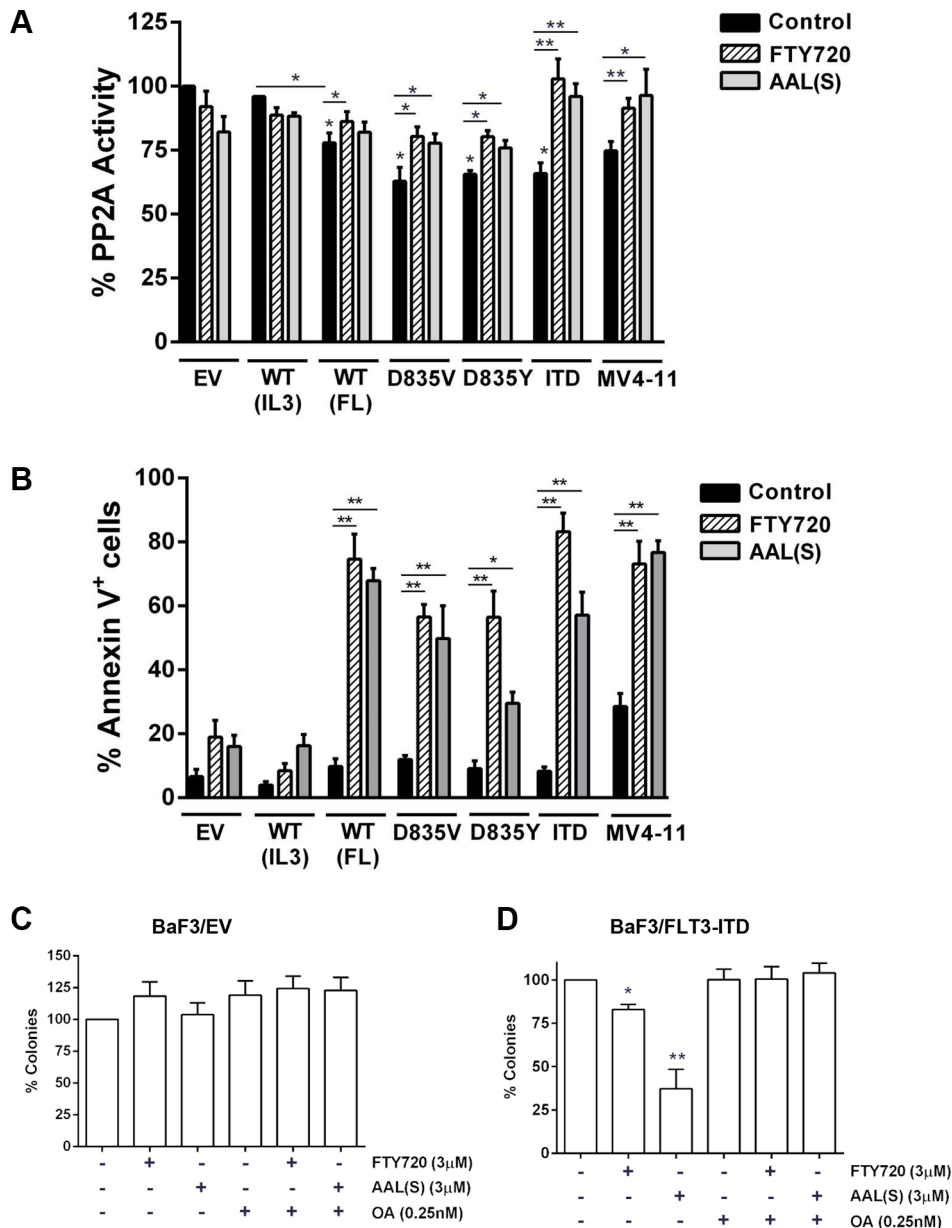 A
% PP2A Activity
125
100
75
50
25
0
Control
FTY720
AAL(S)
*
*
*
*
*
*
*
*
*
**
**
*
*
**
EV
WT
(IL3)
WT
(FL)
D835V
D835Y
ITD
MV4-11
B
% Annexin V+ cells
100
80
60
40
20
0
Control
FTY720
AAL(S)
**
**
**
**
*
**
**
**
**
**
EV
WT
(IL3)
WT
(FL)
D835V
D835Y
ITD
MV4-11
C
BaF3/EV
% Colonies
150
125
100
75
50
25
0
- + - - + - FTY720 (3µM)
- - + - - + AAL(S) (3µM)
- - - + + + OA (0.25nM)
D
BaF3/FLT3-ITD
% Colonies
100
75
50
25
0
*
**
- + - - + - FTY720 (3µM)
- - + - - + AAL(S) (3µM)
- - - + + + OA (0.25nM)